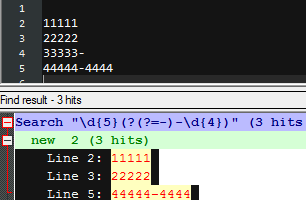 1
2 11111
3 22222
4 33333-
5 44444-4444
Find result - 3 hits
Search "\d{5}(?(?=-)-\d{4})" (3 hits
new 2 (3 hits)
Line 2: 11111
Line 3: 22222
Line 5: 44444-4444